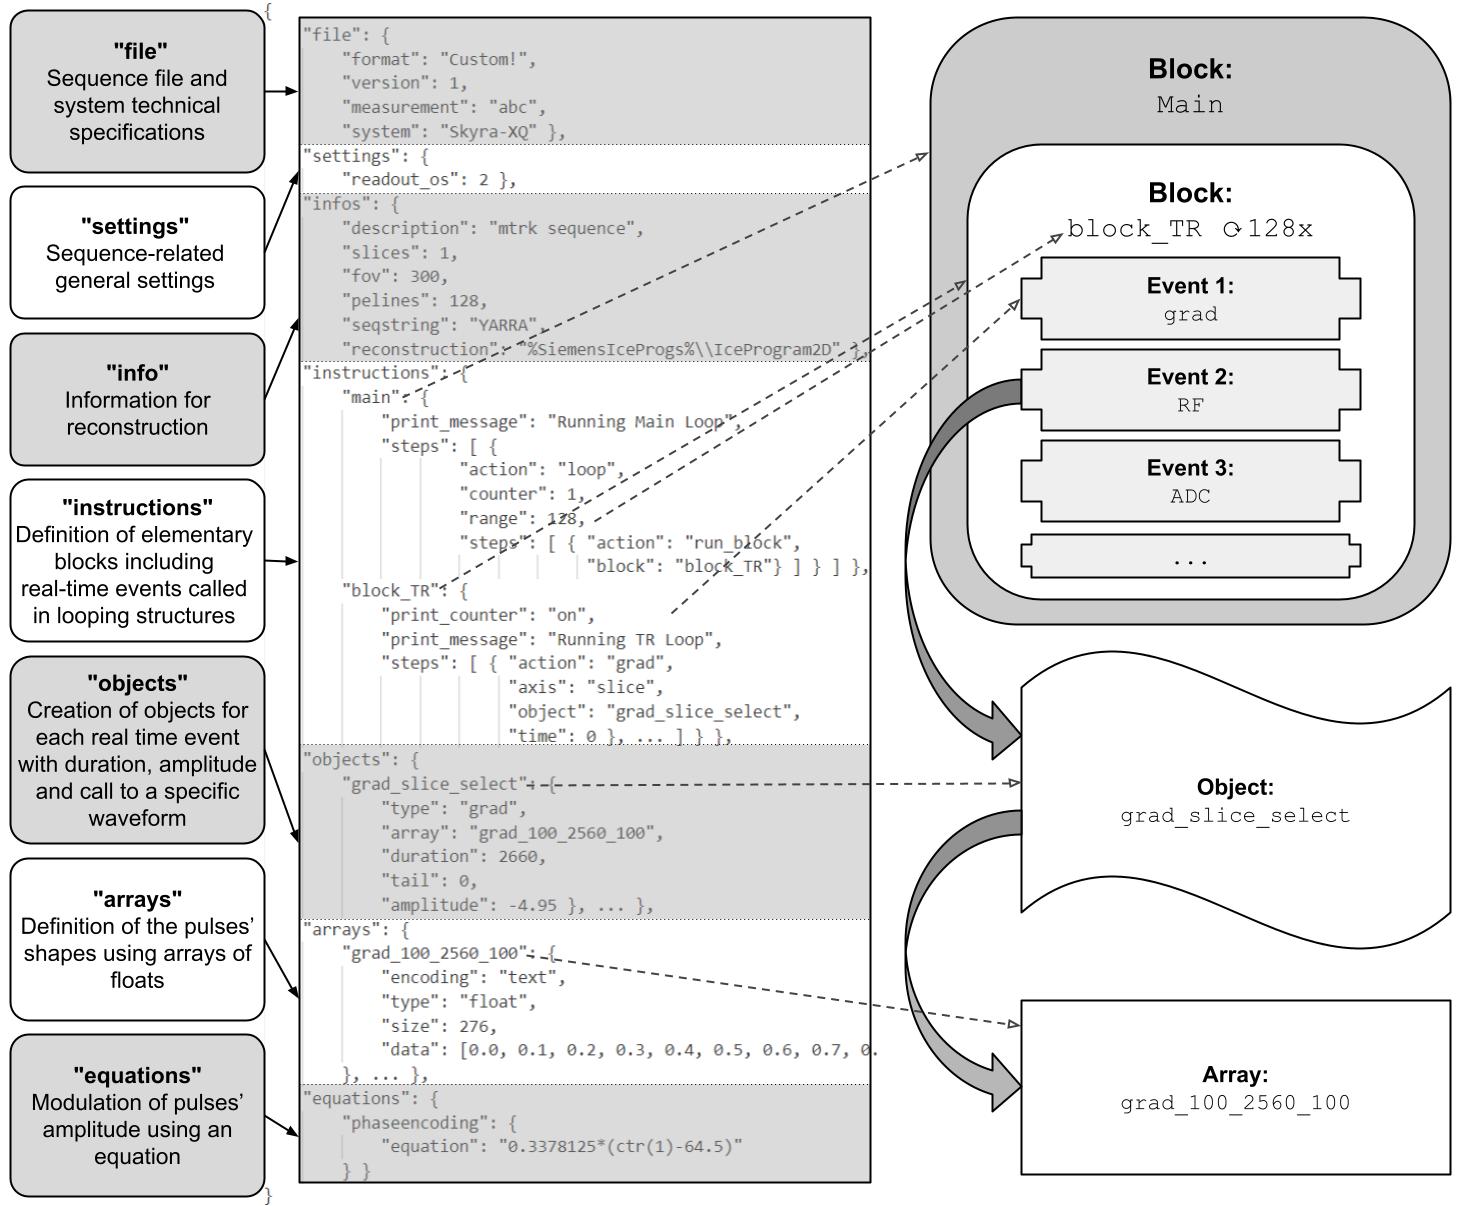 {
"file"
Sequence file and
system technical
specifications
"settings"
Sequence-related
general settings
"info"
Information for
reconstruction
"instructions"
Definition of elementary
blocks including
real-time events called
in looping structures
"objects"
Creation of objects for
each real time event
with duration, amplitude
and call to a specific
waveform
"arrays"
Definition of the pulses’
shapes using arrays of
floats
"equations"
Modulation of pulses’
amplitude using an
equation
"file": {
"format": "Custom!",
"version": 1,
"measurement": "abc",
"system": "Skyra-XQ" },
"settings": {
"readout_os": 2 },
"infos": {
"description": "mtrk sequence",
"slices": 1,
"fov": 300,
"pelines": 128,
"seqstring": "YARRA",
"reconstruction": "%SiemensIceProgs%\\IceProgram2D" },
"instructions": {
"main": {
"print_message": "Running Main Loop",
"steps": [ {
"action": "loop",
"counter": 1,
"range": 128,
"steps": [ { "action": "run_block",
"block": "block_TR"} ] } ] },
"block_TR": {
"print_counter": "on",
"print_message": "Running TR Loop",
"steps": [ { "action": "grad",
"axis": "slice",
"object": "grad_slice_select",
"time": 0 }, ... ] } },
"objects": {
"grad_slice_select": {
"type": "grad",
"array": "grad_100_2560_100",
"duration": 2660,
"tail": 0,
"amplitude": -4.95 }, ... },
"arrays": {
"grad_100_2560_100": {
"encoding": "text",
"type": "float",
"size": 276,
"data": [0.0, 0.1, 0.2, 0.3, 0.4, 0.5, 0.6, 0.7, 0.
}, ... },
"equations": {
"phaseencoding": {
"equation": "0.3378125*(ctr(1)-64.5)"
} }
}
Block:
Main
Block:
block_TR ⟳128x
Event 1:
grad
Event 2:
RF
Event 3:
ADC
...
Object:
grad_slice_select
Array:
grad_100_2560_100